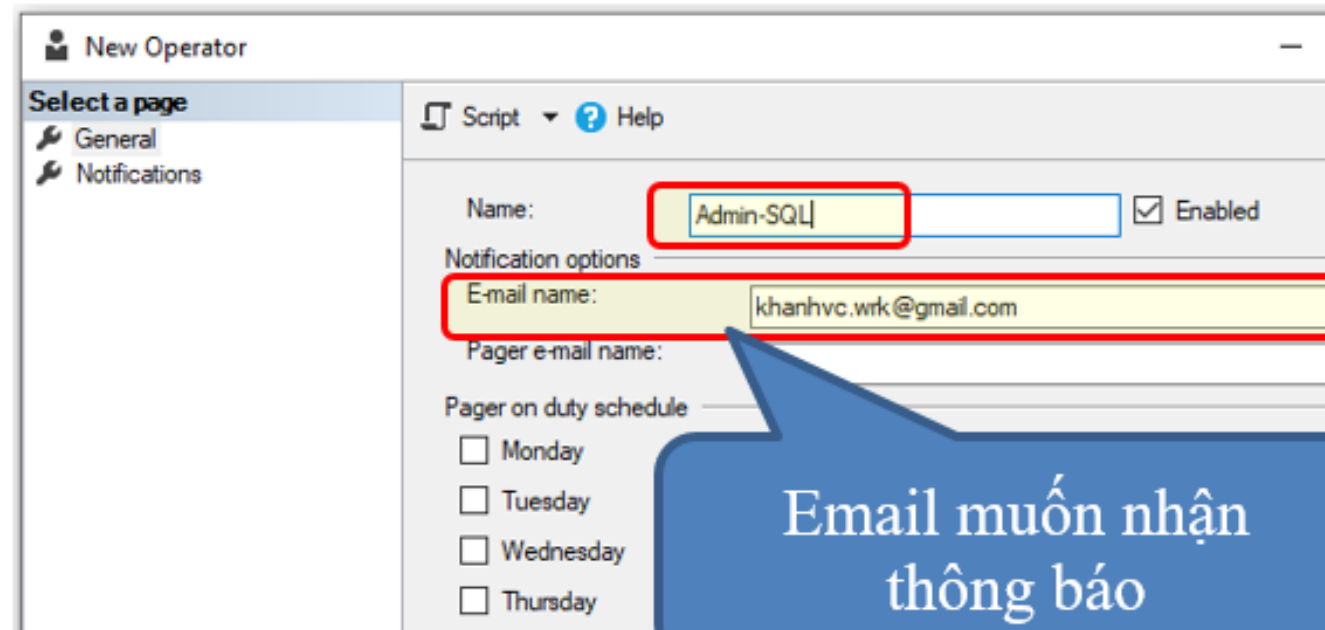 New Operator
Select a page
Script Help
General
Notifications
Name: Admin-SQL Enabled
Notification options
E-mail name: khanhvc.wrk@gmail.com
Pager e-mail name:
Pager on duty schedule
Monday
Tuesday
Wednesday
Thursday
Email muốn nhận
thông báo